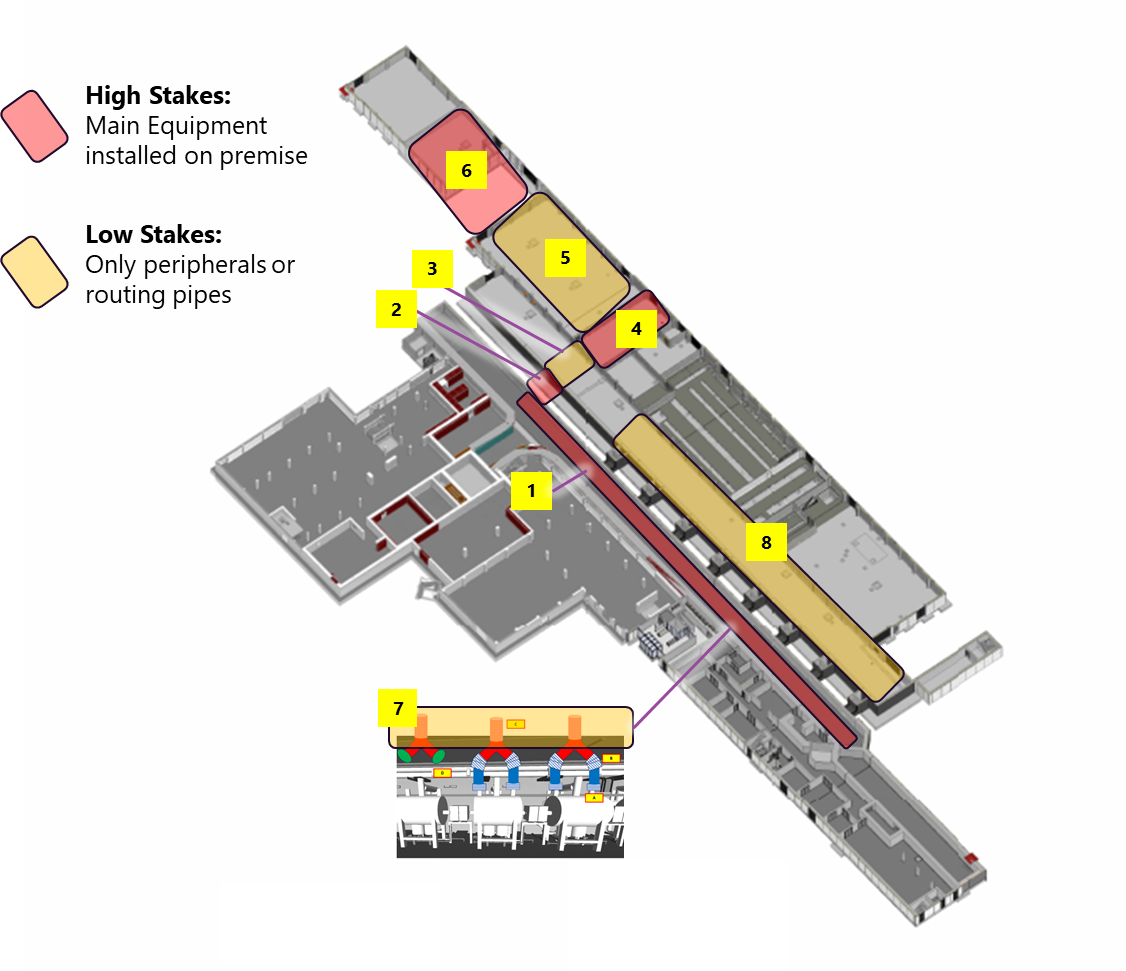 High Stakes:
Main Equipment
installed on premise
Low Stakes:
Only peripherals or
routing pipes
6
5
3
2
4
1
8
7
C
B
D
A